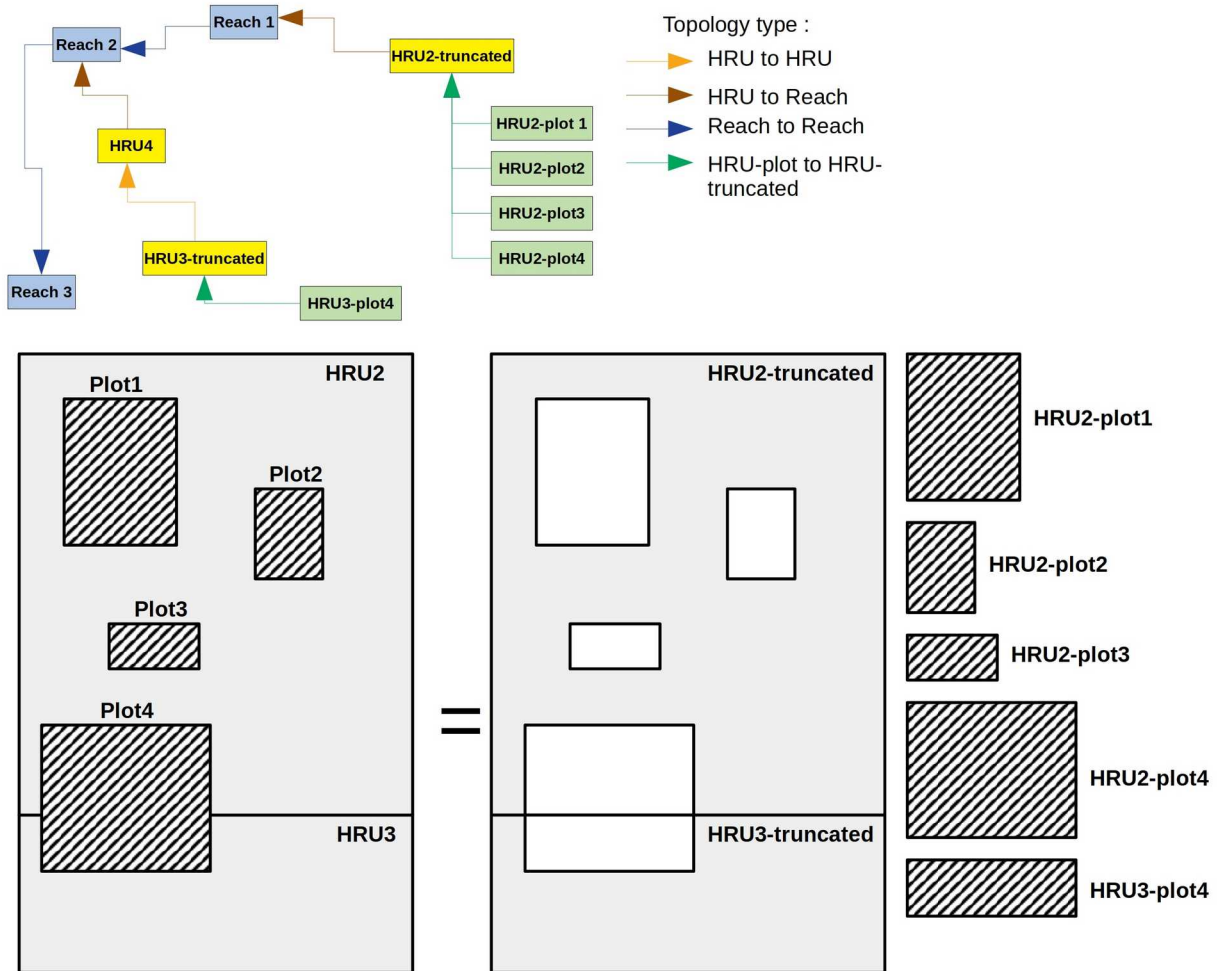 Reach 1
Topology type :
Reach 2
HRU2-truncated
HRU to HRU
HRU to Reach
HRU2-plot 1
Reach to Reach
HRU4
HRU2-plot2
HRU-plot to HRU-
truncated
HRU2-plot3
HRU3-truncated
HRU2-plot4
Reach 3
HRU3-plot4
HRU2
Plot1
Plot2
Plot3
Plot4
HRU3
=
HRU2-truncated
HRU3-truncated
HRU2-plot1
HRU2-plot2
HRU2-plot3
HRU2-plot4
HRU3-plot4